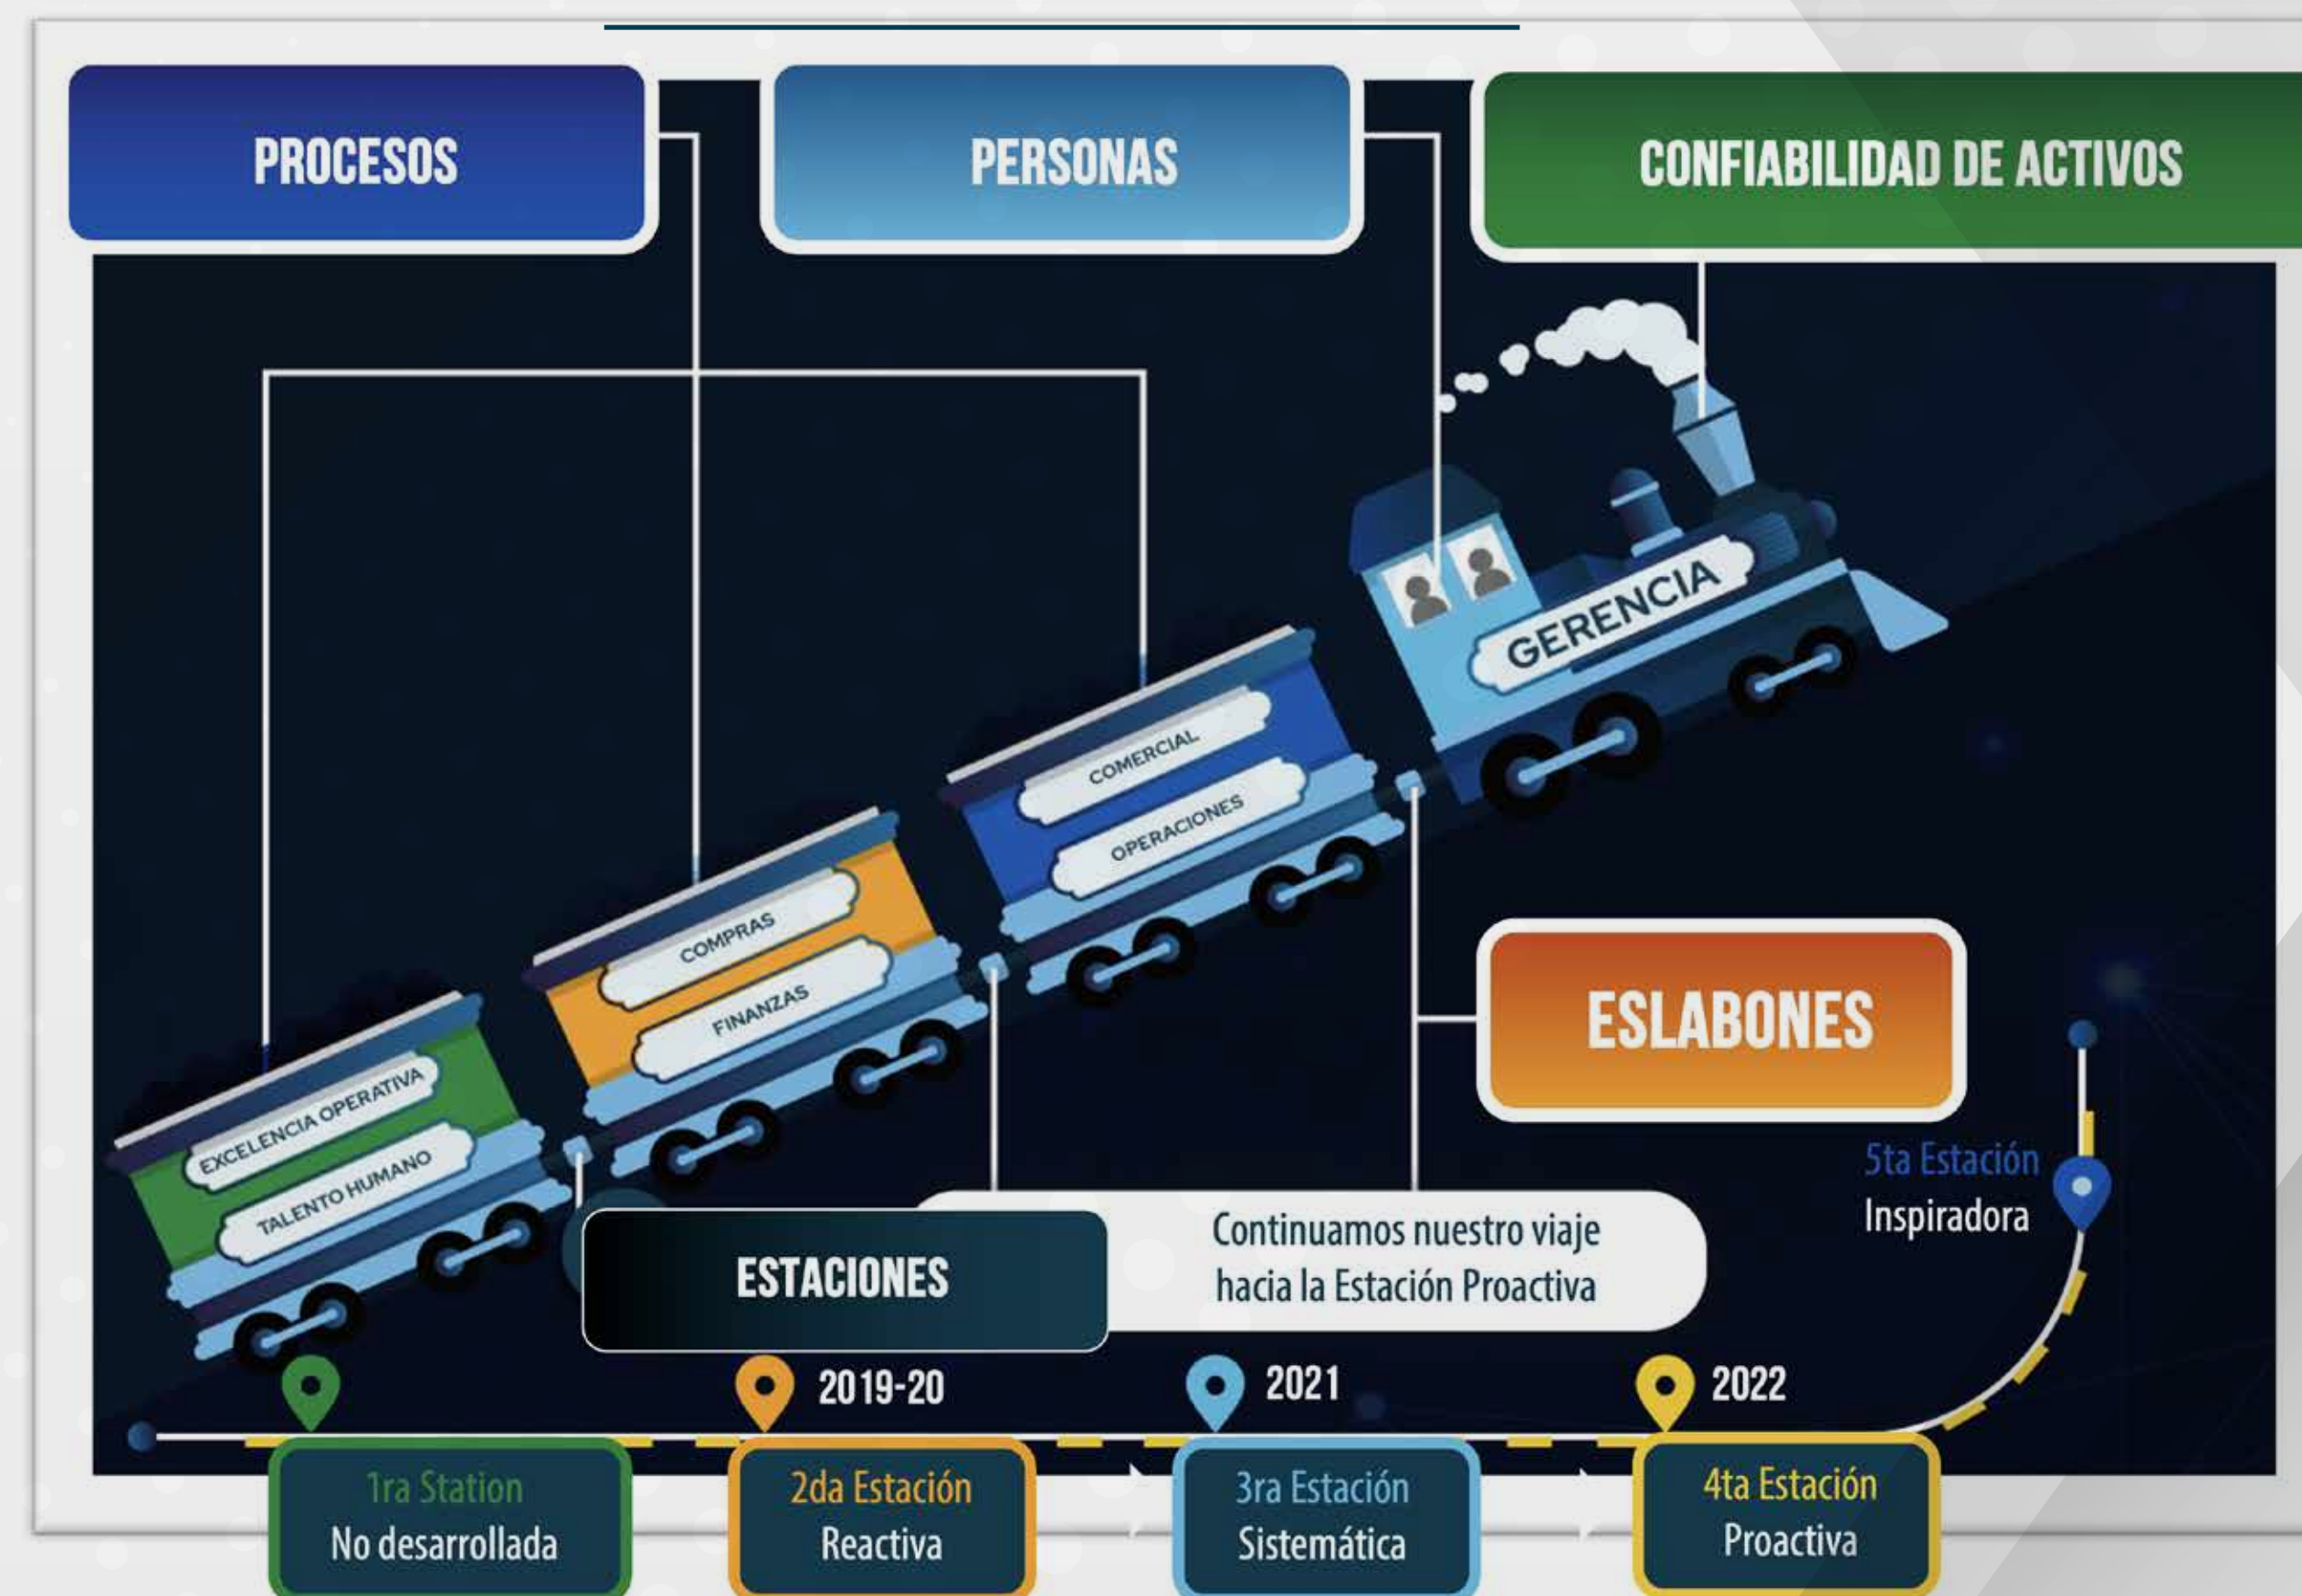 PROCESOS
PERSONAS
CONFIABILIDAD DE ACTIVOS
GERENCIA
COMERCIAL
OPERACIONES
COMPRAS
FINANZAS
EXCELENCIA OPERATIVA
TALENTO HUMANO
ESLABONES
ESTACIONES
Continuamos nuestro viaje
hacia la Estación Proactiva
5ta Estación
Inspiradora
2019-20
2021
2022
1ra Station
No desarrollada
2da Estación
Reactiva
3ra Estación
Sistemática
4ta Estación
Proactiva